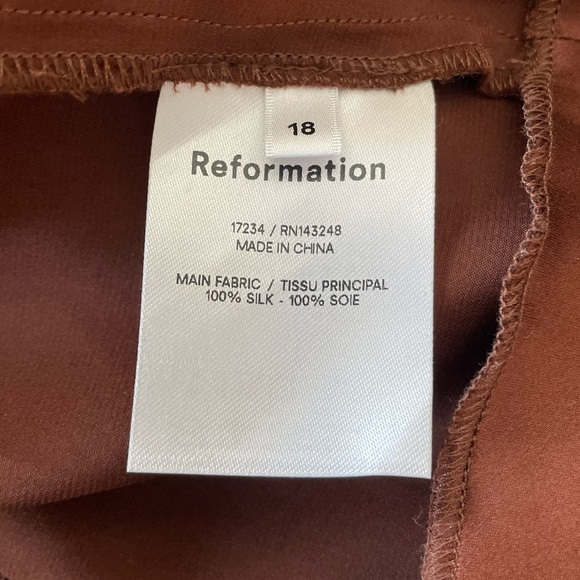 18
Reformation
17234 / RN143248
MADE IN CHINA
MAIN FABRIC / TISSU PRINCIPAL
100% SILK - 100% SOIE